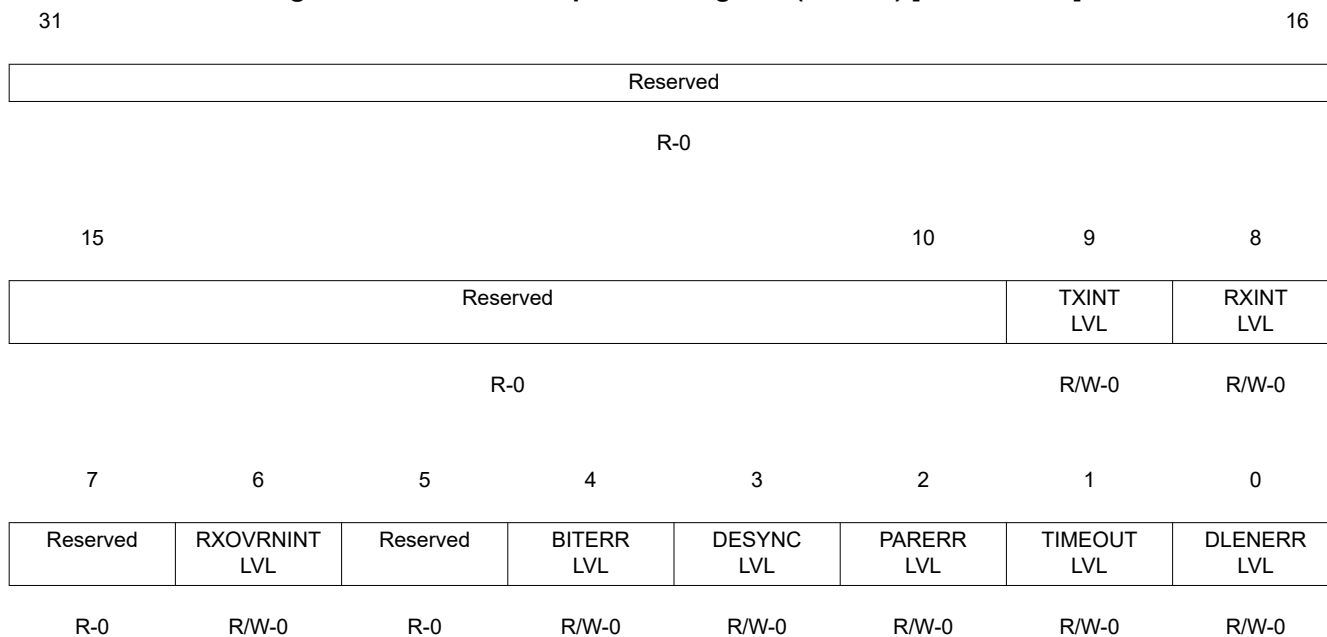 31 16
Reserved
R-0
15 10 9 8
Reserved TXINT LVL RXINT LVL
R-0 R/W-0 R/W-0
7 6 5 4 3 2 1 0
Reserved RXOVRNINT LVL Reserved BITERR LVL DESYNC LVL PARERR LVL TIMEOUT LVL DLENERR LVL
R-0 R/W-0 R-0 R/W-0 R/W-0 R/W-0 R/W-0 R/W-0